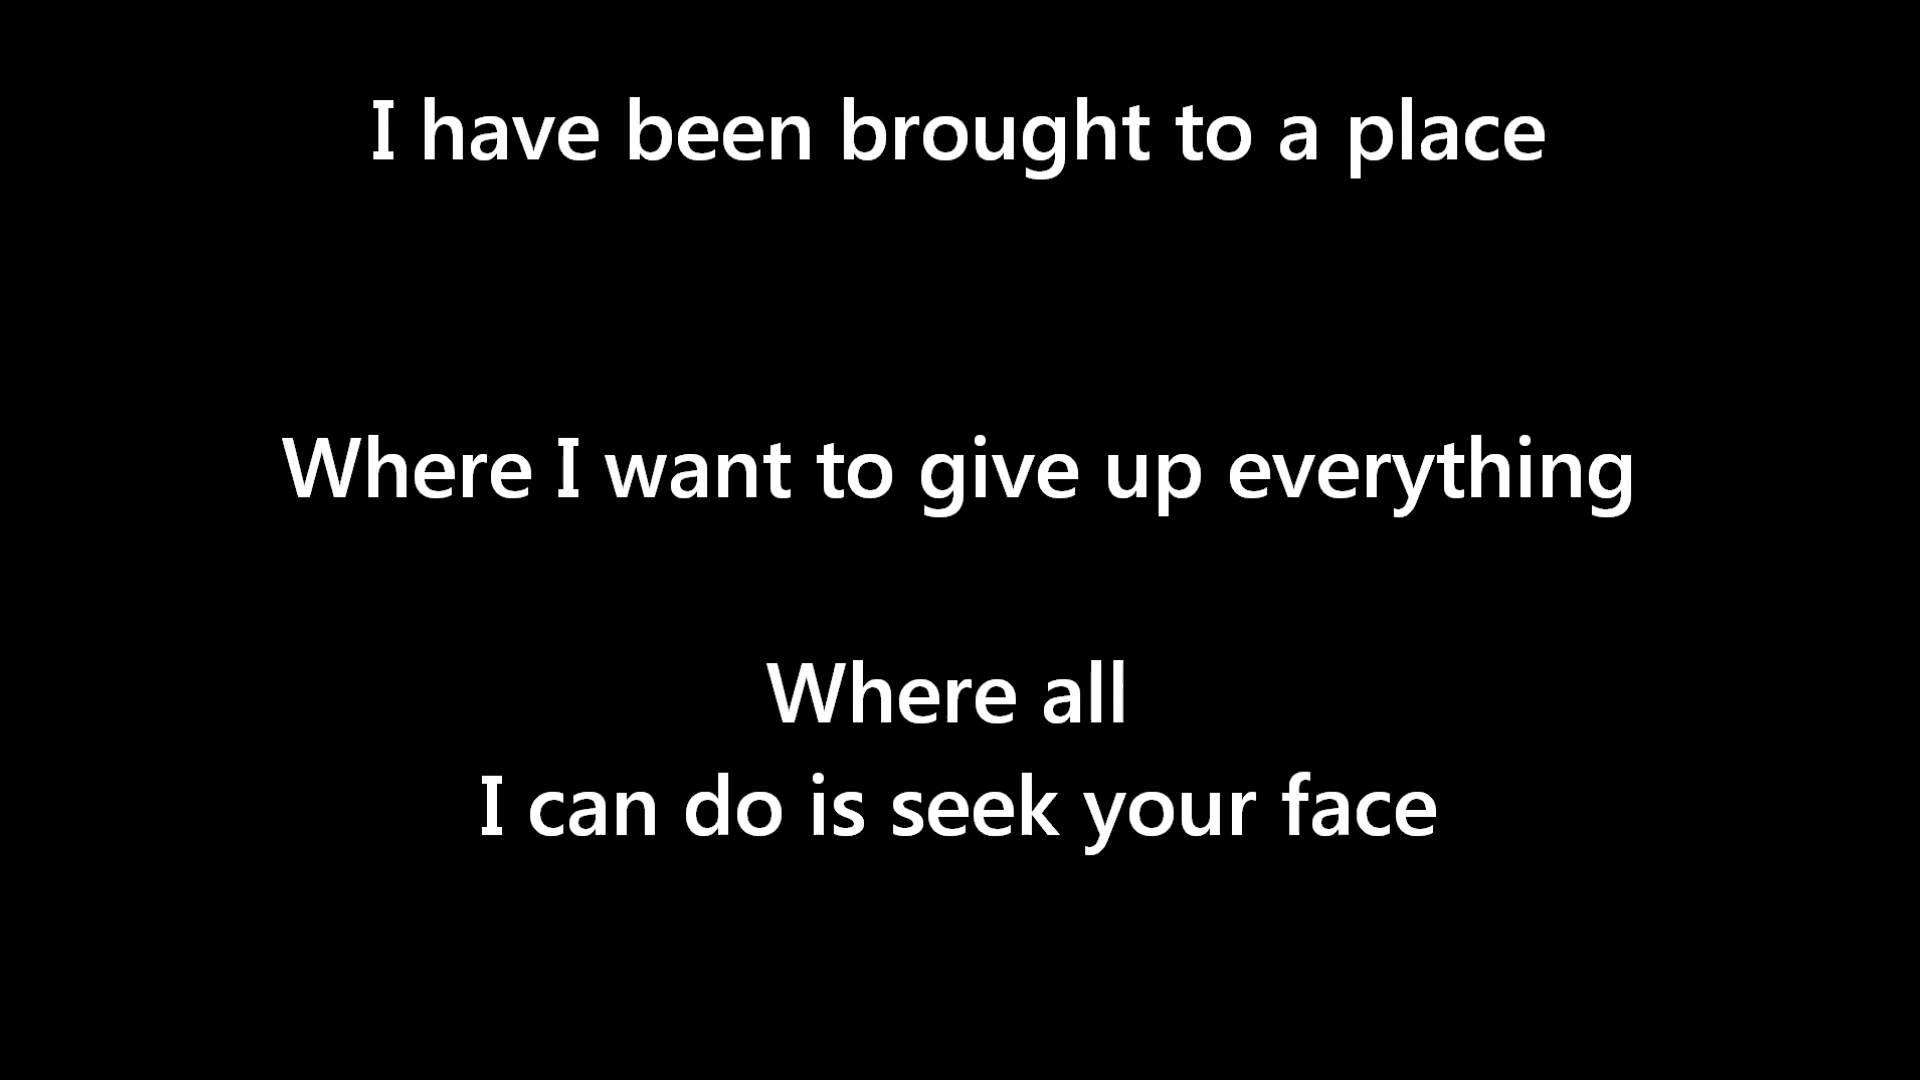 I have been brought to a place
Where I want to give up everything
Where all
I can do is seek your face